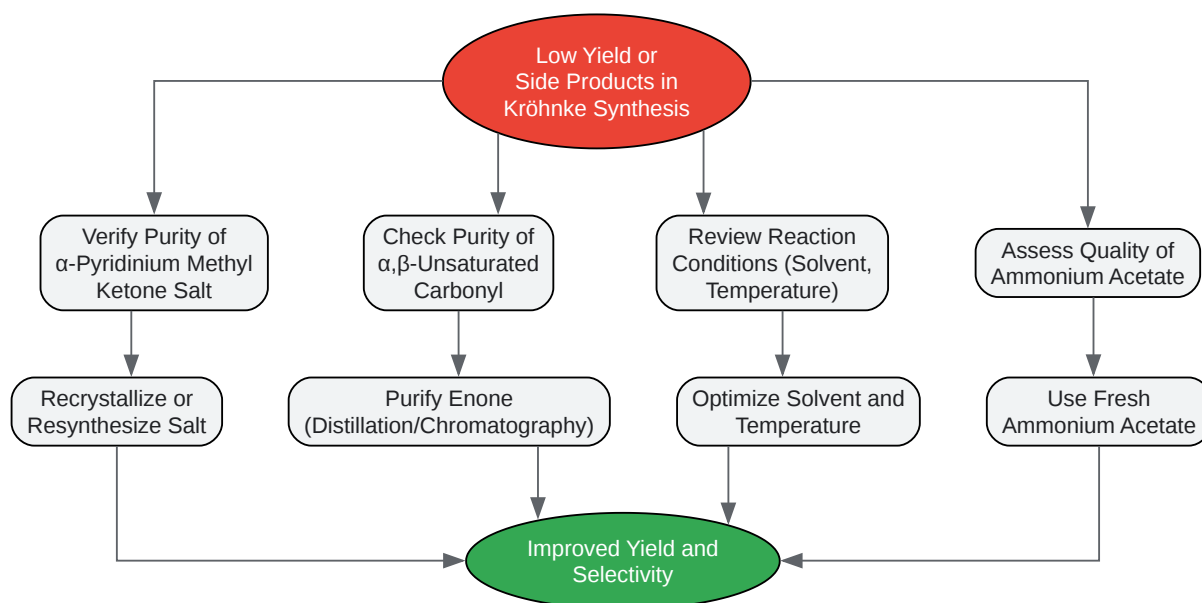 Low Yield or
Side Products in
Kröhnke Synthesis
Verify Purity of
α-Pyridinium Methyl
Ketone Salt
Check Purity of
α,β-Unsaturated
Carbonyl
Review Reaction
Conditions (Solvent,
Temperature)
Assess Quality of
Ammonium Acetate
Recrystallize or
Resynthesize Salt
Purify Enone
(Distillation/Chromatography)
Optimize Solvent and
Temperature
Use Fresh
Ammonium Acetate
Improved Yield and
Selectivity